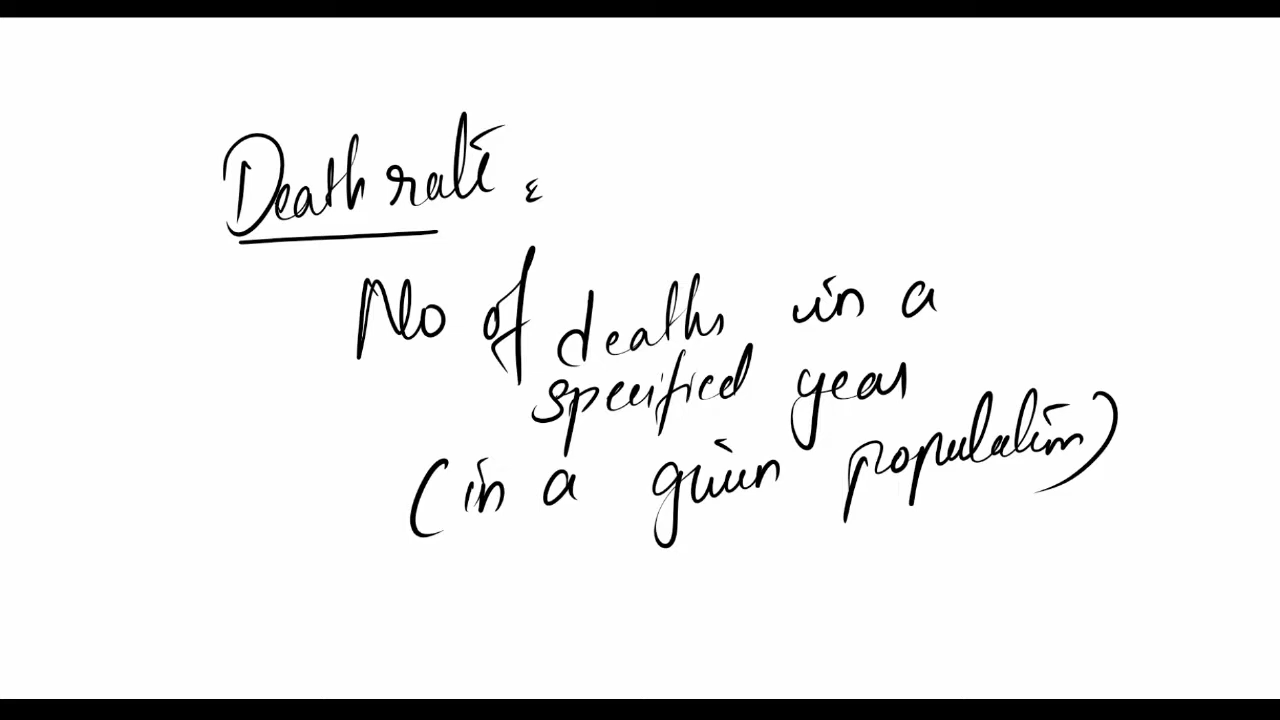 Death rate :
No of deaths in a
specified year
(in a given population)